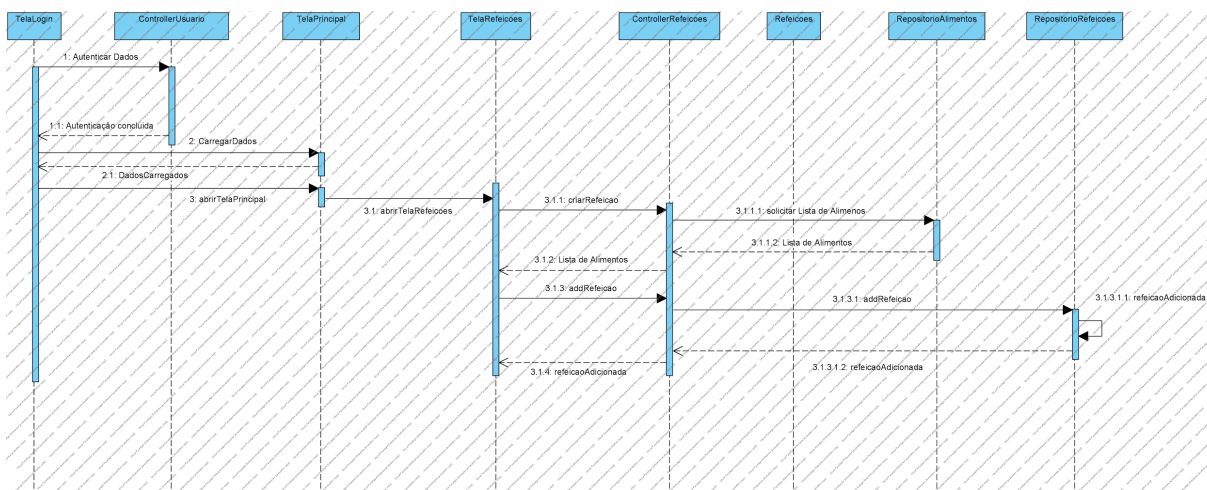 TelaLogin
ControllerUsuario
TelaPrincipal
TelaRefeicoes
ControllerRefeicoes
Refeicoes
RepositorioAlimentos
RepositorioRefeicoes
1: Autenticar Dados
1.1: Autenticação concluida
2: CarregarDados
2.1: DadosCarregados
3: abrirTelaPrincipal
3.1: abrirTelaRefeicoes
3.1.1: criarRefeicao
3.1.1.1: solicitar Lista de Alimenos
3.1.1.2: Lista de Alimentos
3.1.2: Lista de Alimentos
3.1.3: addRefeicao
3.1.3.1: addRefeicao
3.1.3.1.1: refeicaoAdicionada
3.1.3.1.2: refeicaoAdicionada
3.1.4: refeicaoAdicionada